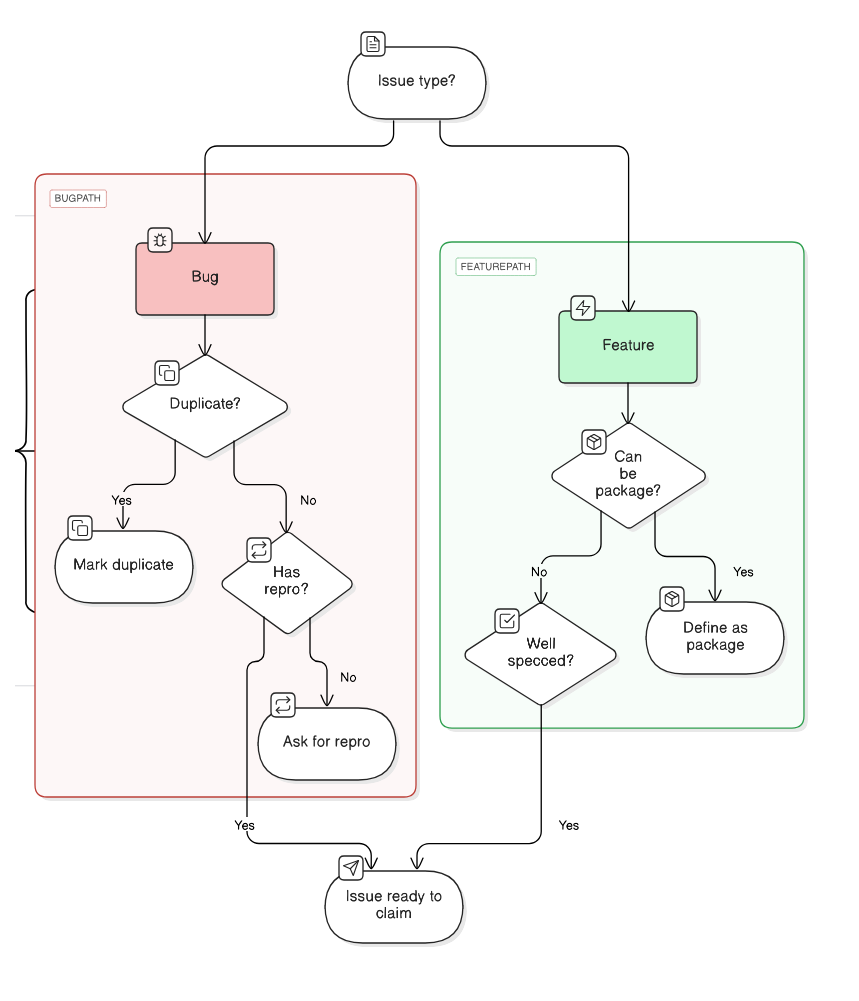 Issue type?
BUGPATH
Bug
FEATUREPATH
Feature
Duplicate?
Can
be
package?
Yes
No
Mark duplicate
Has
repro?
No
Yes
Well
specced?
Define as
package
No
Ask for repro
Yes
Yes
Issue ready to
claim